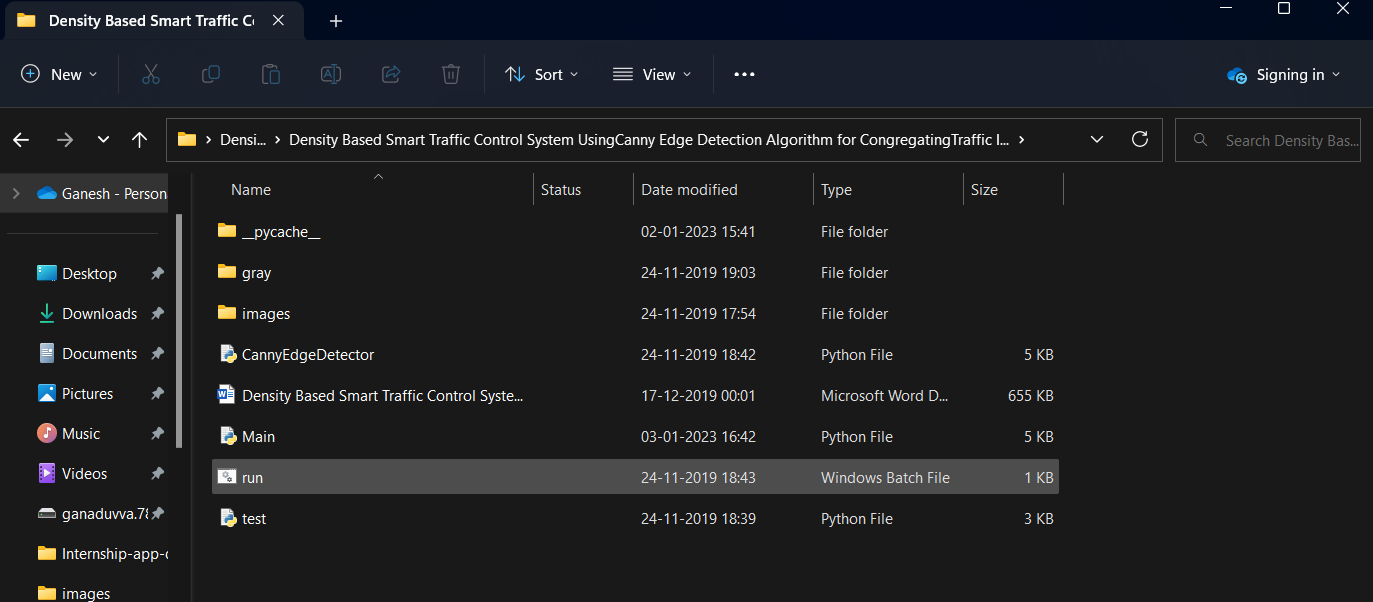 Density Based Smart Traffic C
New
Sort
View
Signing in
Densi... > Density Based Smart Traffic Control System UsingCanny Edge Detection Algorithm for CongregatingTraffic I... >
Search Density Bas...
Ganesh - Person
Desktop
Downloads
Documents
Pictures
Music
Videos
ganaduvva.78
Internship-app-
images
Name Status Date modified Type Size
__pycache__ 02-01-2023 15:41 File folder
gray 24-11-2019 19:03 File folder
images 24-11-2019 17:54 File folder
CannyEdgeDetector 24-11-2019 18:42 Python File 5 KB
Density Based Smart Traffic Control Syste... 17-12-2019 00:01 Microsoft Word D... 655 KB
Main 03-01-2023 16:42 Python File 5 KB
run 24-11-2019 18:43 Windows Batch File 1 KB
test 24-11-2019 18:39 Python File 3 KB